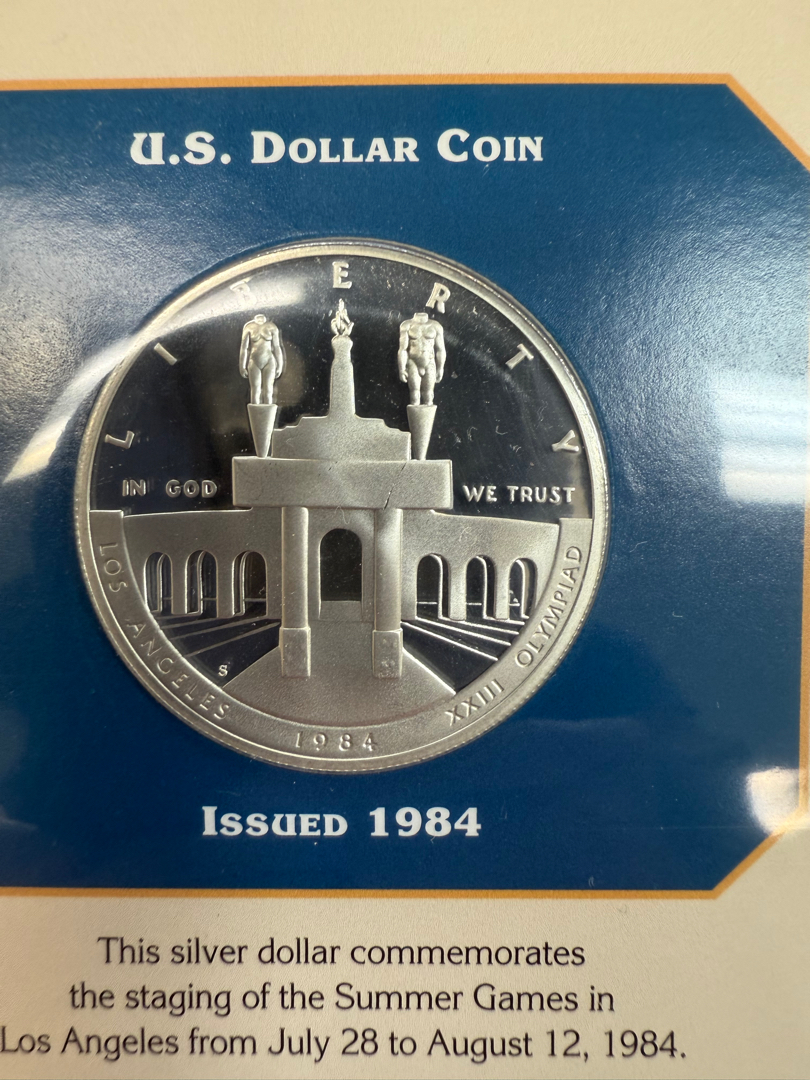 U.S. DOLLAR COIN
LIBERTY
IN GOD WE TRUST
LOS ANGELES
XXIII OLYMPIAD
S
1984
ISSUED 1984
This silver dollar commemorates
the staging of the Summer Games in
Los Angeles from July 28 to August 12, 1984.